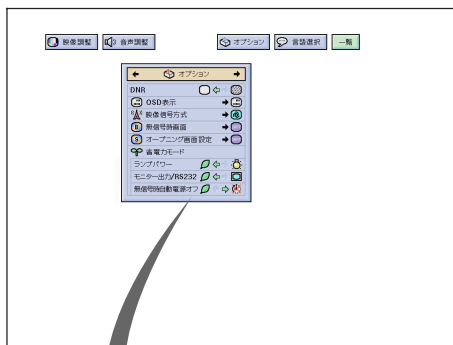 映像調整 音声調整 オプション 言語選択 一覧
オプション
DNR
OSD表示
映像信号方式
無信号時画面
オープニング画面設定
省電力モード
ランプパワー
モニター出力/RS232
無信号時自動電源オフ